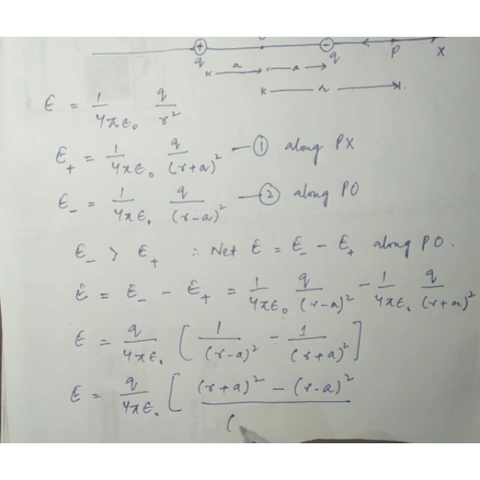 + − P X
q q
a a
r
E = 1/4πε₀ q/r²
E₊ = 1/4πε₀ q/(r+a)² — ① along PX
E₋ = 1/4πε₀ q/(r-a)² — ② along PO
E₋ > E₊ ∴ Net E = E₋ − E₊ along PO.
E = E₋ − E₊ = 1/4πε₀ q/(r-a)² − 1/4πε₀ q/(r+a)²
E = q/4πε₀ [ 1/(r-a)² − 1/(r+a)² ]
E = q/4πε₀ [ (r+a)² − (r-a)²
(